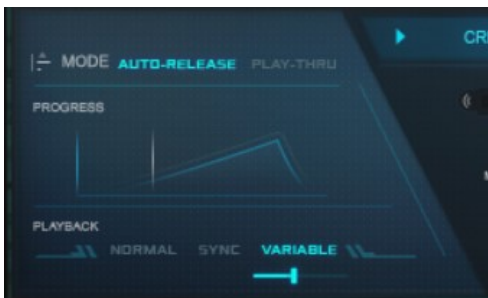 MODE AUTO-RELEASE PLAY-THRU
PROGRESS
PLAYBACK
NORMAL SYNC VARIABLE